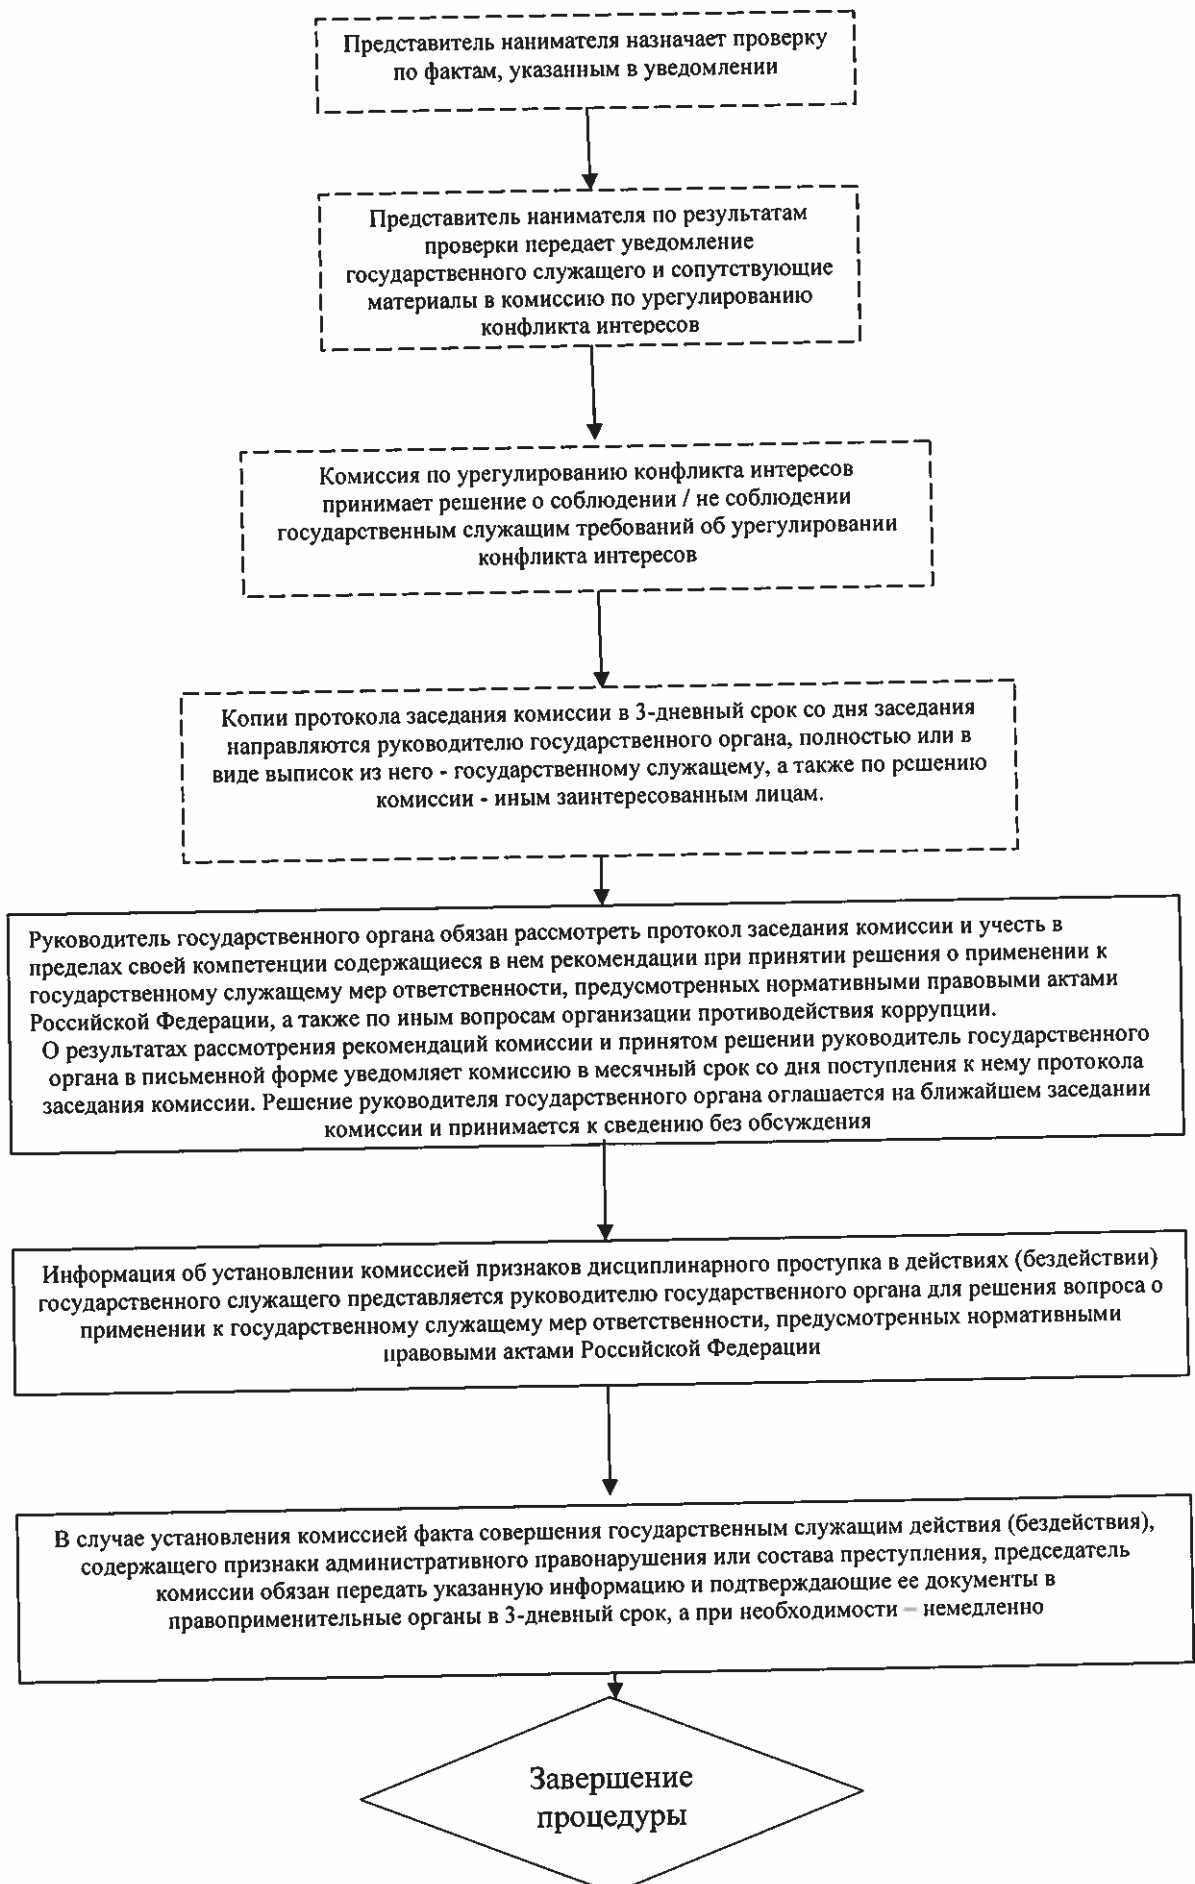 Представитель нанимателя назначает проверку
по фактам, указанным в уведомлении
Представитель нанимателя по результатам
проверки передает уведомление
государственного служащего и сопутствующие
материалы в комиссию по урегулированию
конфликта интересов
Комиссия по урегулированию конфликта интересов
принимает решение о соблюдении / не соблюдении
государственным служащим требований об урегулировании
конфликта интересов
Копии протокола заседания комиссии в 3-дневный срок со дня заседания
направляются руководителю государственного органа, полностью или в
виде выписок из него - государственному служащему, а также по решению
комиссии - иным заинтересованным лицам.
Руководитель государственного органа обязан рассмотреть протокол заседания комиссии и учесть в
пределах своей компетенции содержащиеся в нем рекомендации при принятии решения о применении к
государственному служащему мер ответственности, предусмотренных нормативными правовыми актами
Российской Федерации, а также по иным вопросам организации противодействия коррупции.
О результатах рассмотрения рекомендаций комиссии и принятом решении руководитель государственного
органа в письменной форме уведомляет комиссию в месячный срок со дня поступления к нему протокола
заседания комиссии. Решение руководителя государственного органа оглашается на ближайшем заседании
комиссии и принимается к сведению без обсуждения
Информация об установлении комиссией признаков дисциплинарного проступка в действиях (бездействии)
государственного служащего представляется руководителю государственного органа для решения вопроса о
применении к государственному служащему мер ответственности, предусмотренных нормативными
правовыми актами Российской Федерации
В случае установления комиссией факта совершения государственным служащим действия (бездействия),
содержащего признаки административного правонарушения или состава преступления, председатель
комиссии обязан передать указанную информацию и подтверждающие ее документы в
правоприменительные органы в 3-дневный срок, а при необходимости – немедленно
Завершение
процедуры